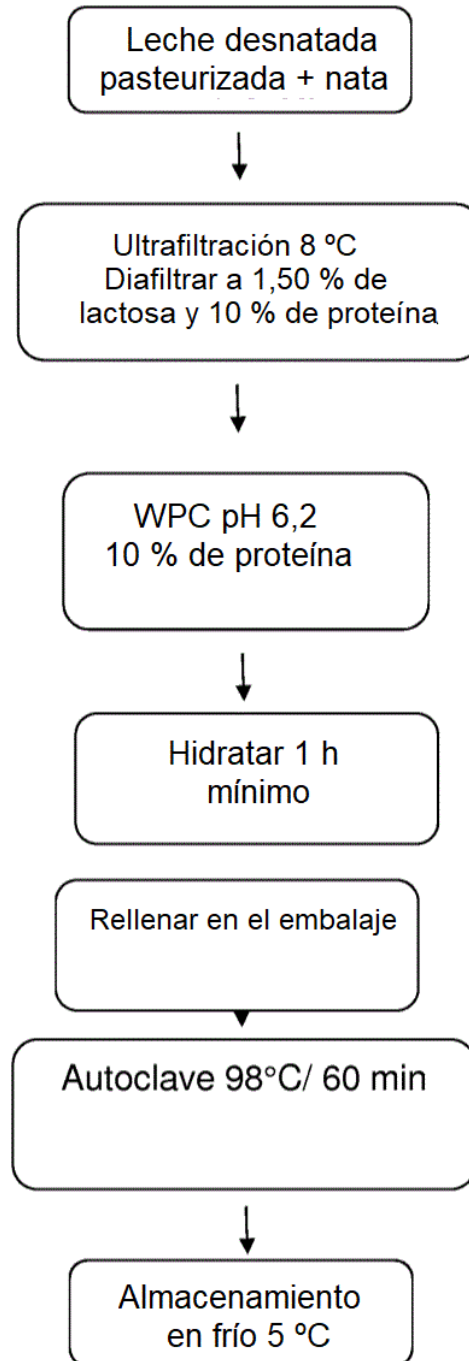 Leche desnatada
pasteurizada + nata
Ultrafiltración 8 ºC
Diafiltrar a 1,50 % de
lactosa y 10 % de proteína
WPC pH 6,2
10 % de proteína
Hidratar 1 h
mínimo
Rellenar en el embalaje
Autoclave 98°C/ 60 min
Almacenamiento
en frío 5 ºC